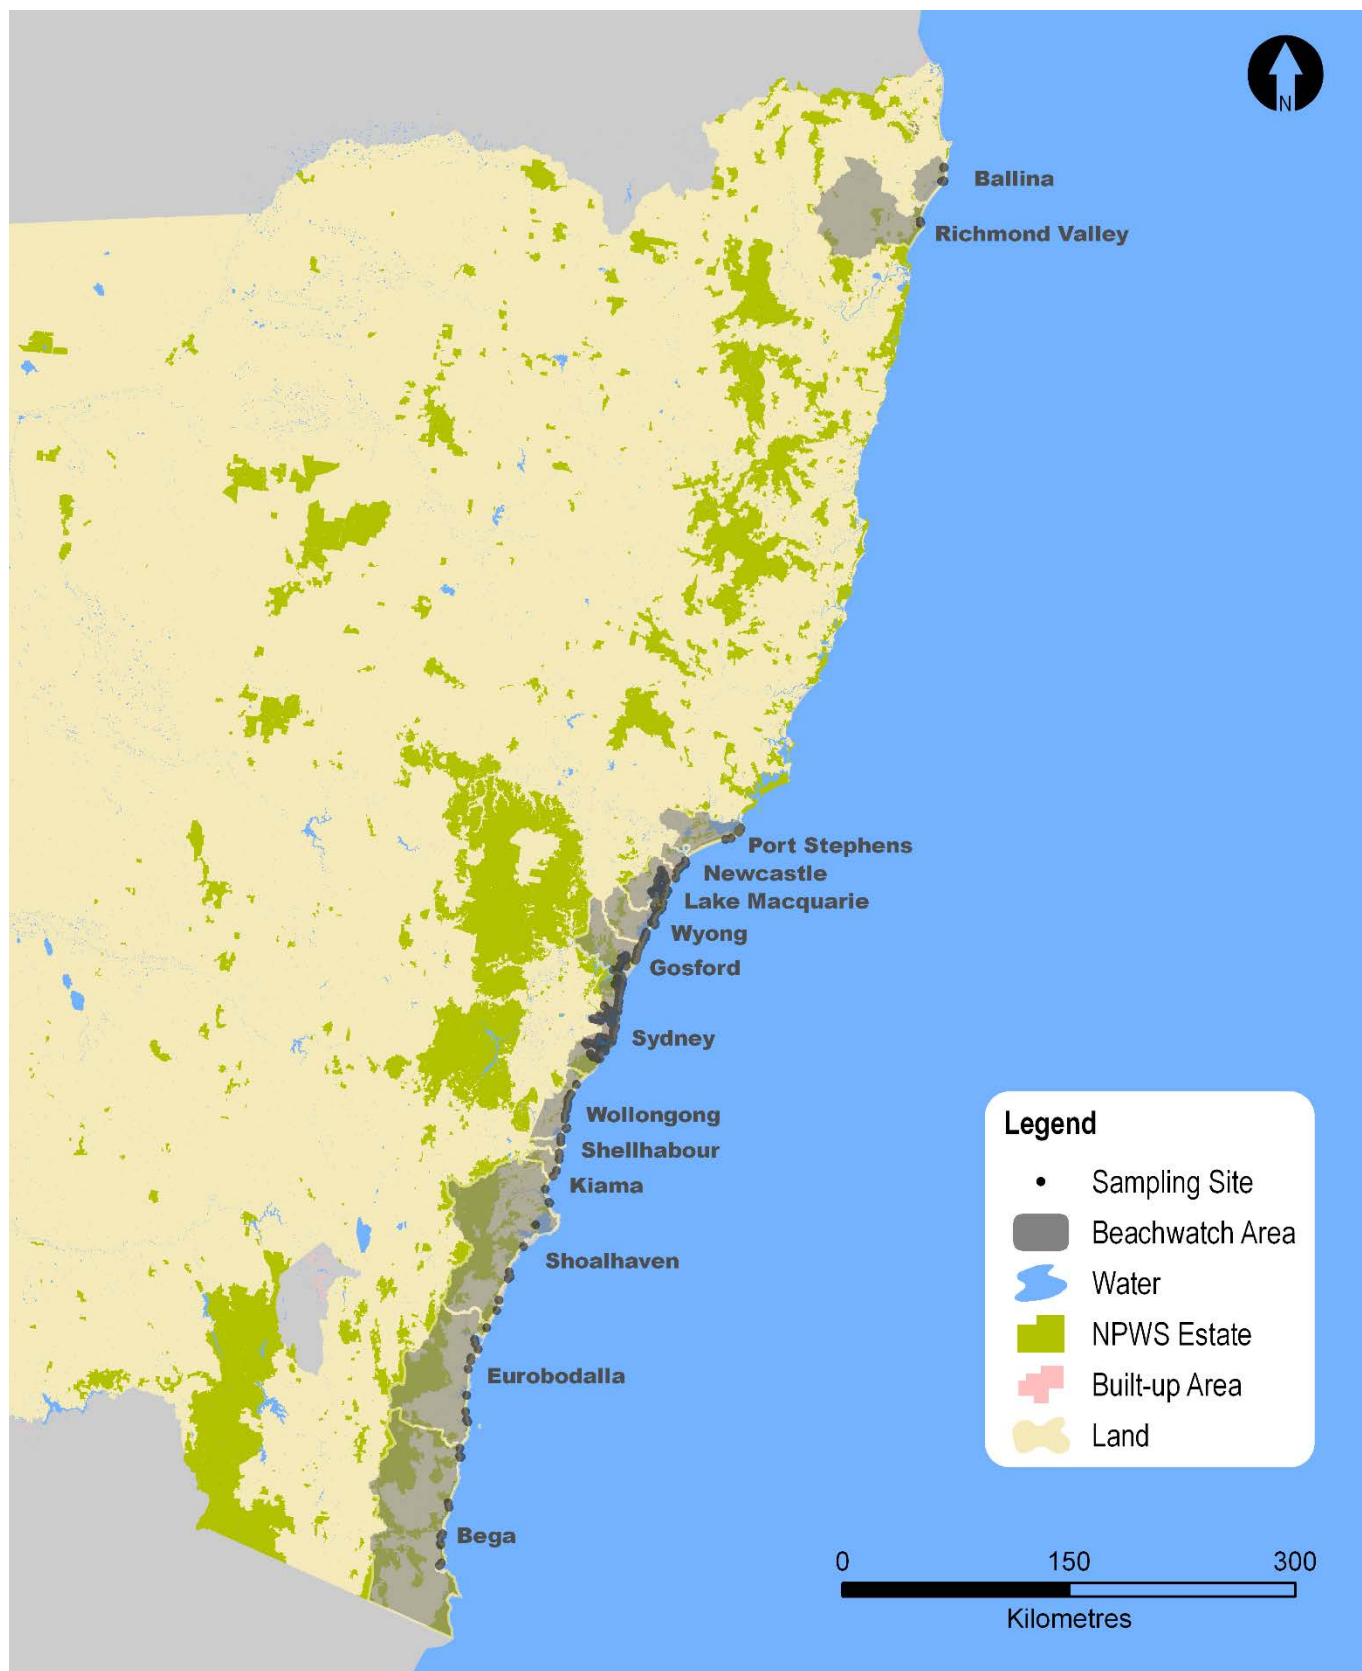 N
Ballina
Richmond Valley
Port Stephens
Newcastle
Lake Macquarie
Wyong
Gosford
Sydney
Wollongong
Shellhabour
Kiama
Shoalhaven
Eurobodalla
Bega
Legend
Sampling Site
Beachwatch Area
Water
NPWS Estate
Built-up Area
Land
0 150 300
Kilometres